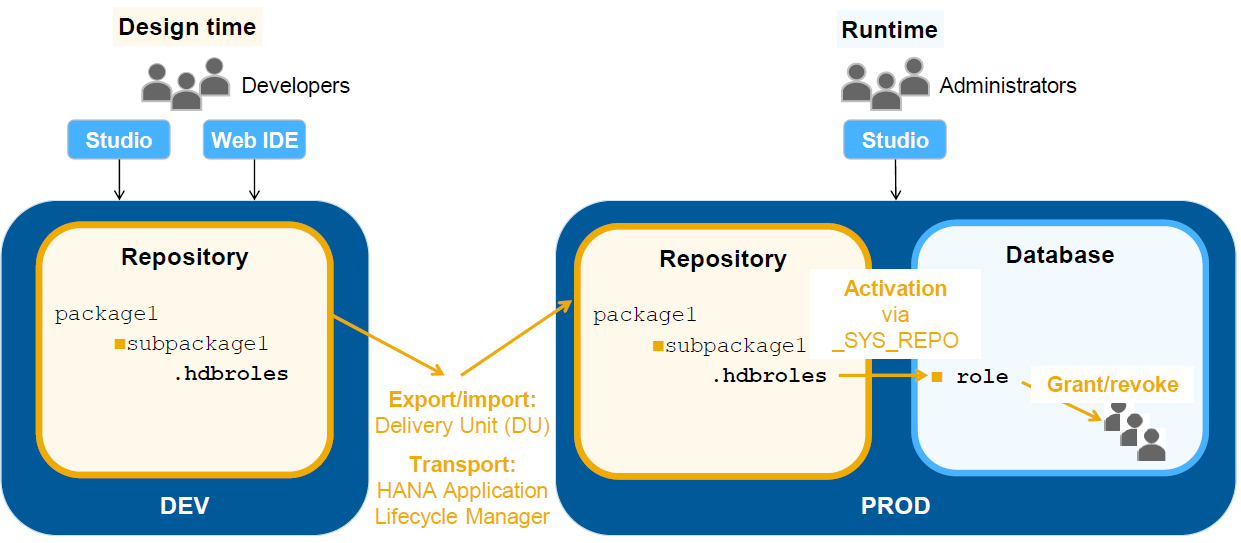 Design time
Developers
Studio
Web IDE
Repository
package1
subpackage1
.hdbroles
DEV
Export/import:
Delivery Unit (DU)
Transport:
HANA Application
Lifecycle Manager
Runtime
Administrators
Studio
Repository
package1
subpackage1
.hdbroles
Activation
via
_SYS_REPO
Database
role
Grant/revoke
PROD